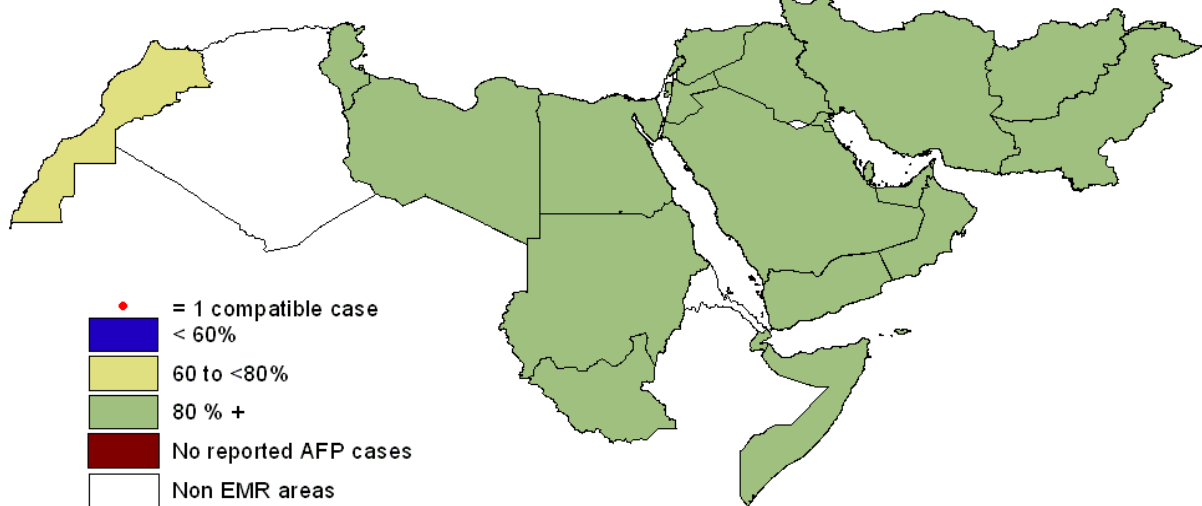 = 1 compatible case
< 60%
60 to <80%
80 % +
No reported AFP cases
Non EMR areas